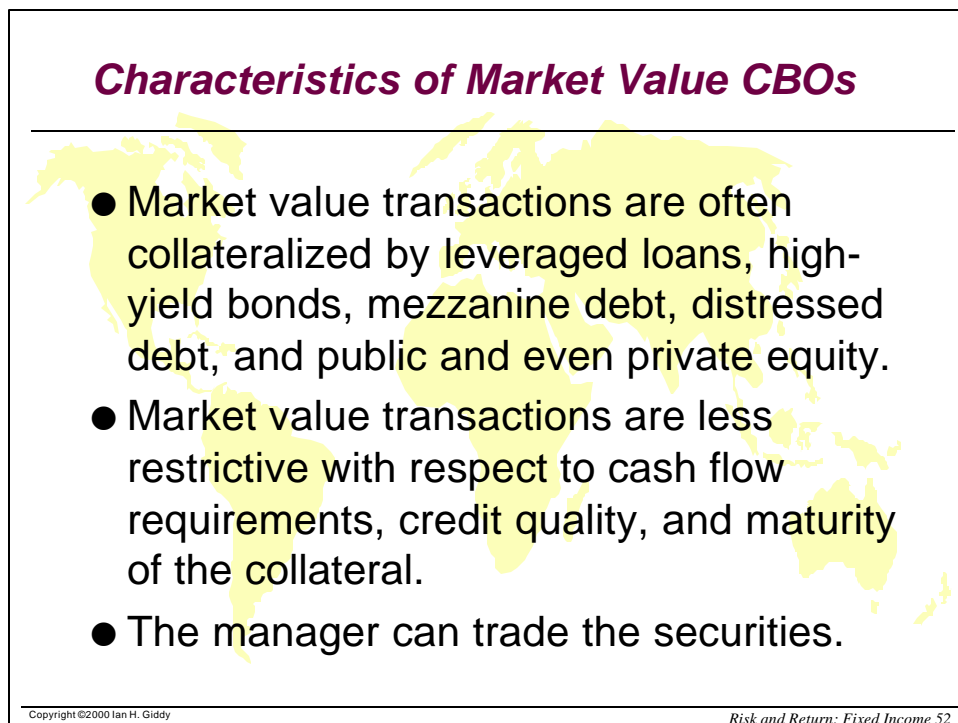 Characteristics of Market Value CBOs
● Market value transactions are often
collateralized by leveraged loans, high-
yield bonds, mezzanine debt, distressed
debt, and public and even private equity.
● Market value transactions are less
restrictive with respect to cash flow
requirements, credit quality, and maturity
of the collateral.
● The manager can trade the securities.
Copyright ©2000 Ian H. Giddy
Risk and Return: Fixed Income 52